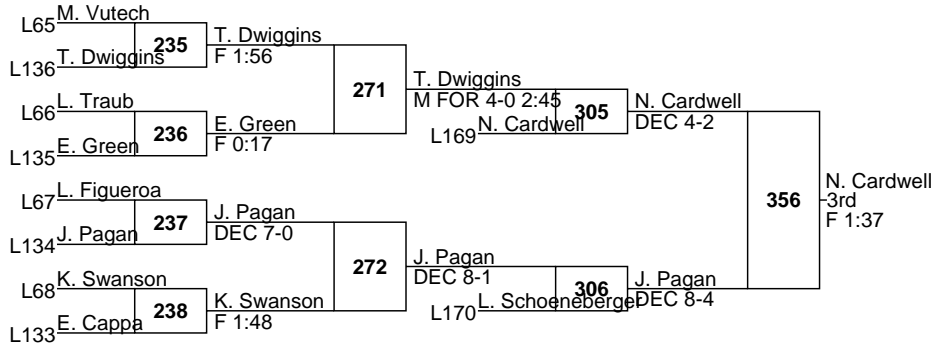 L65 M. Vutech
235
L136 T. Dwiggins
T. Dwiggins
F 1:56
L66 L. Traub
236
L135 E. Green
E. Green
F 0:17
271
T. Dwiggins
M FOR 4-0 2:45
L169 N. Cardwell
305
N. Cardwell
DEC 4-2
L67 L. Figueroa
237
L134 J. Pagan
J. Pagan
DEC 7-0
L68 K. Swanson
238
L133 E. Cappa
K. Swanson
F 1:48
272
J. Pagan
DEC 8-1
L170 L. Schoeneberger
306
J. Pagan
DEC 8-4
356
N. Cardwell
3rd
F 1:37